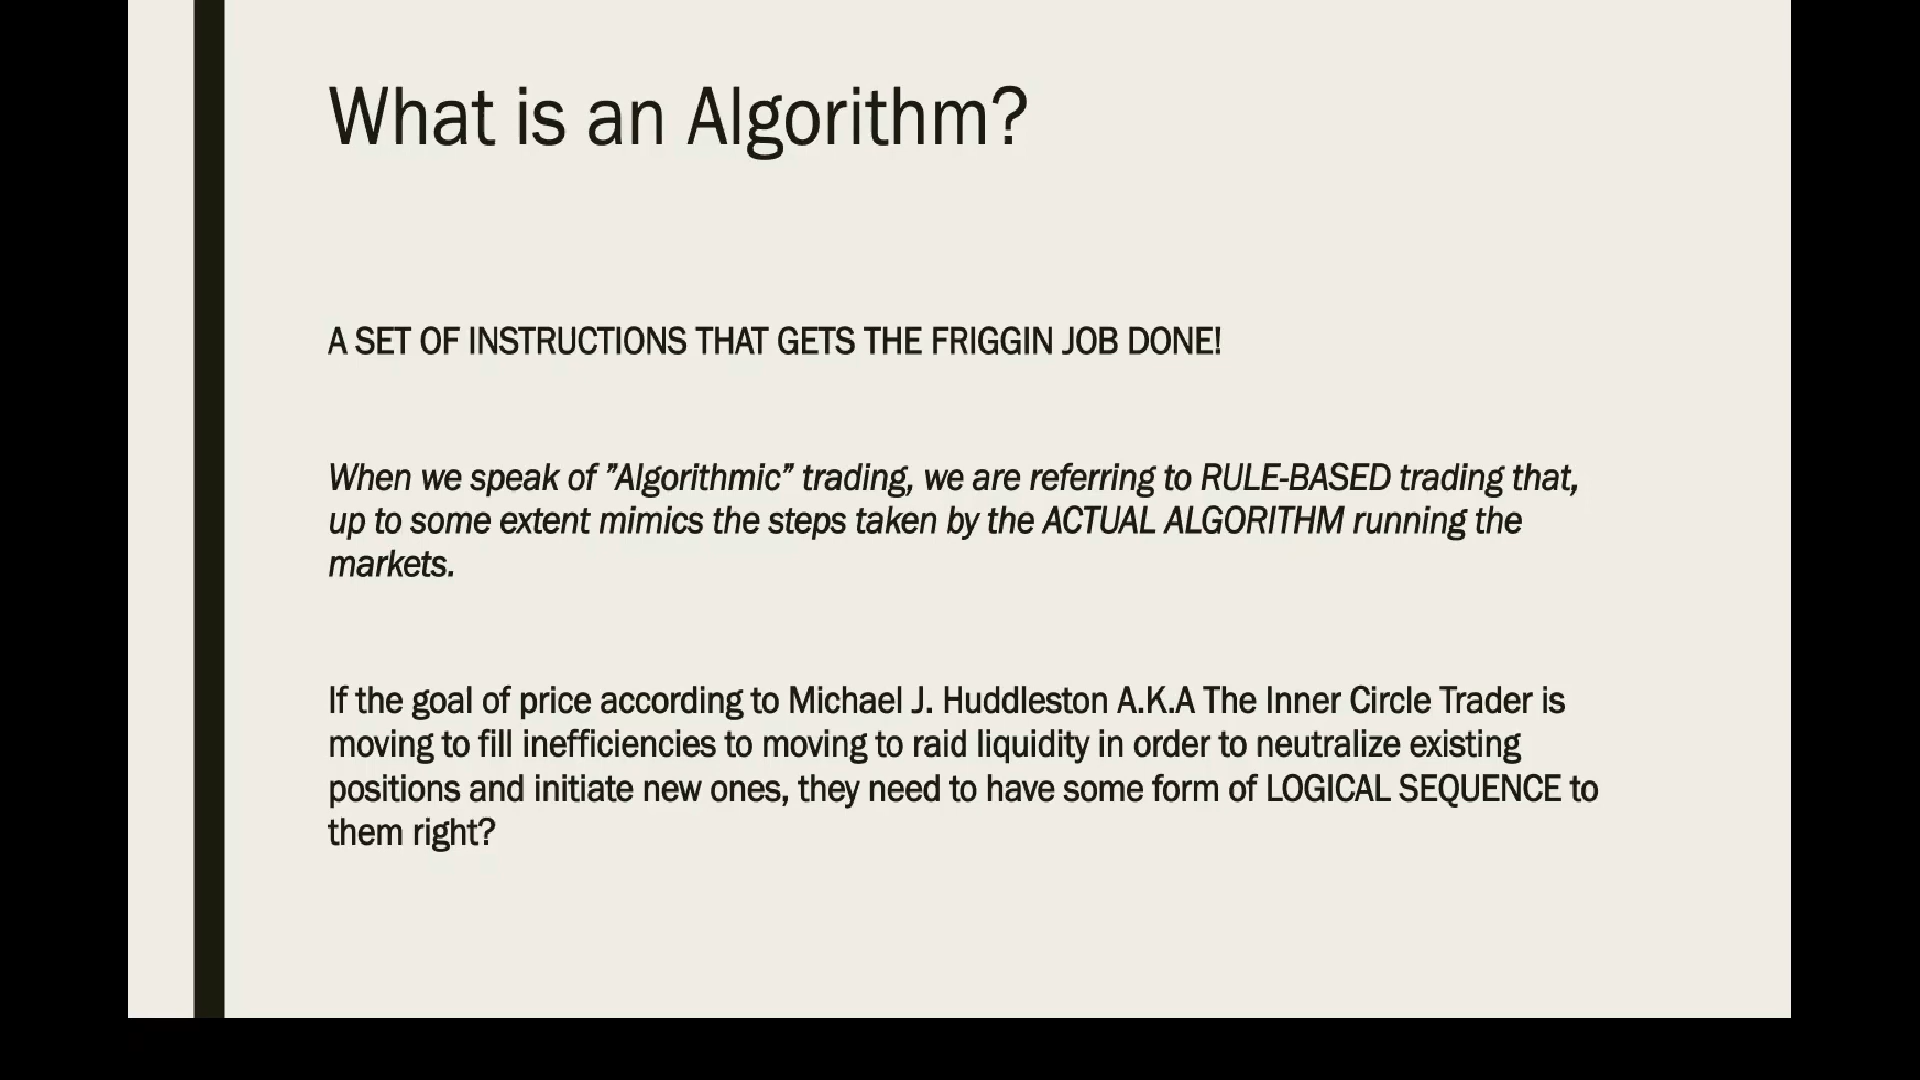 What is an Algorithm?
A SET OF INSTRUCTIONS THAT GETS THE FRIGGIN JOB DONE!
When we speak of ”Algorithmic” trading, we are referring to RULE-BASED trading that,
up to some extent mimics the steps taken by the ACTUAL ALGORITHM running the
markets.
If the goal of price according to Michael J. Huddleston A.K.A The Inner Circle Trader is
moving to fill inefficiencies to moving to raid liquidity in order to neutralize existing
positions and initiate new ones, they need to have some form of LOGICAL SEQUENCE to
them right?